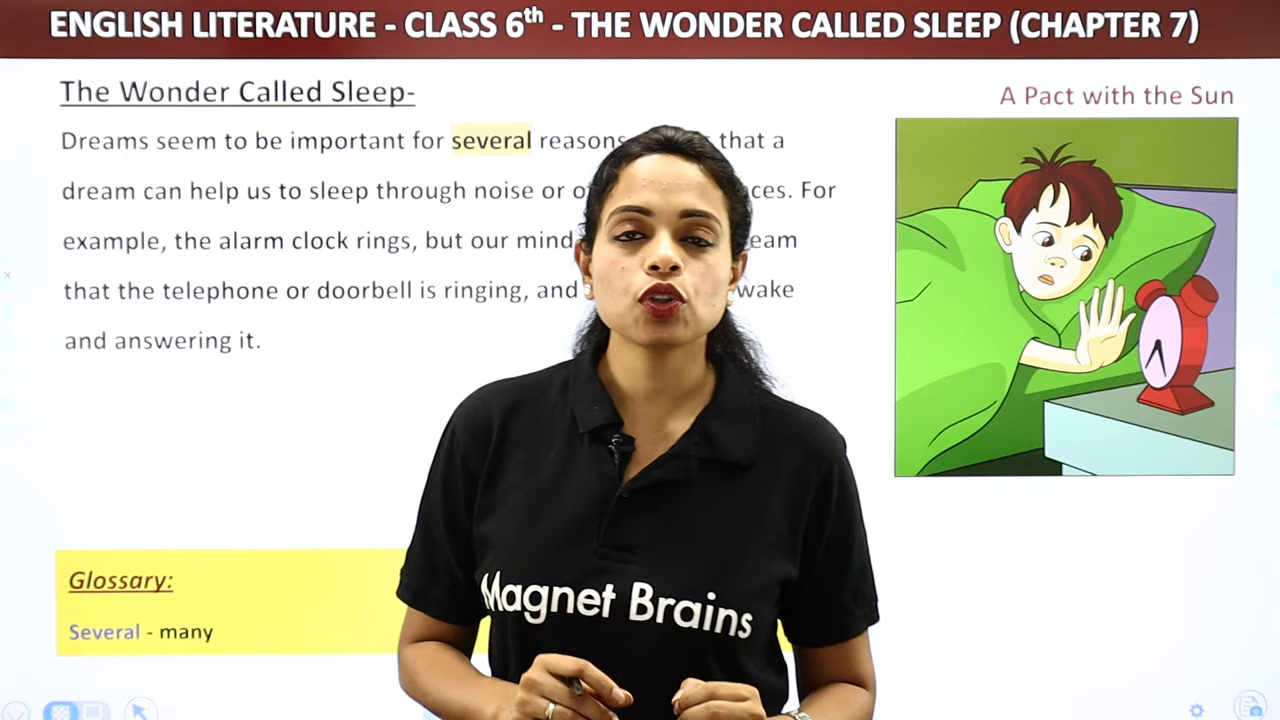 ENGLISH LITERATURE - CLASS 6th - THE WONDER CALLED SLEEP (CHAPTER 7)
The Wonder Called Sleep-
A Pact with the Sun
Dreams seem to be important for several reasons that a
dream can help us to sleep through noise or For
example, the alarm clock rings, but our mind
that the telephone or doorbell is ringing, and
and answering it.
Glossary:
Several - many
Magnet Brains